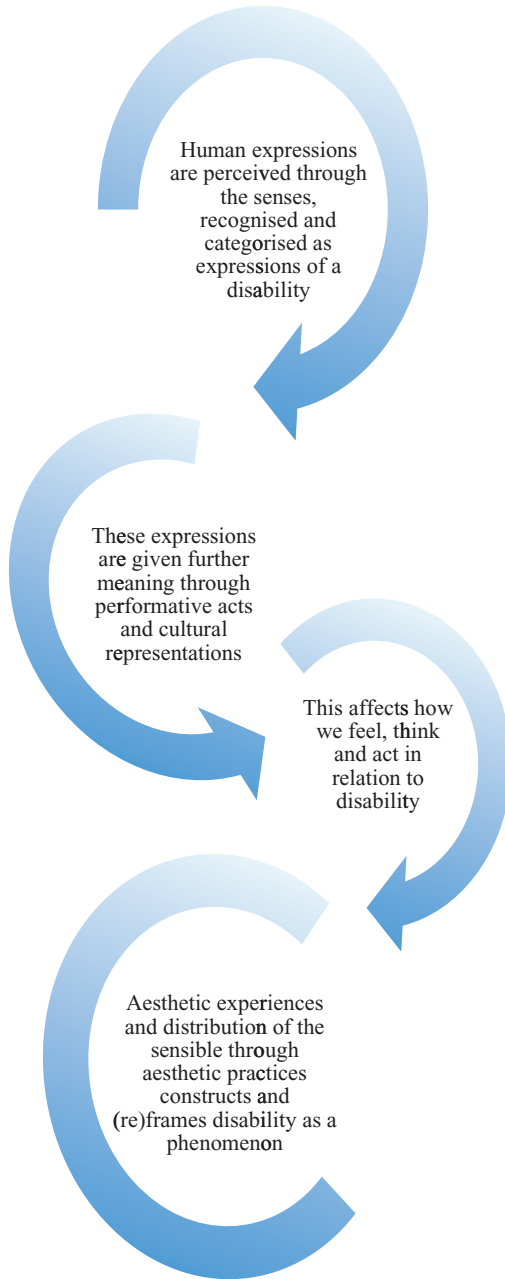 Human expressions
are perceived through
the senses,
recognised and
categorised as
expressions of a
disability
These expressions
are given further
meaning through
performative acts
and cultural
representations
This affects how
we feel, think
and act in
relation to
disability
Aesthetic experiences
and distribution of the
sensible through
aesthetic practices
constructs and
(re)frames disability as a
phenomenon